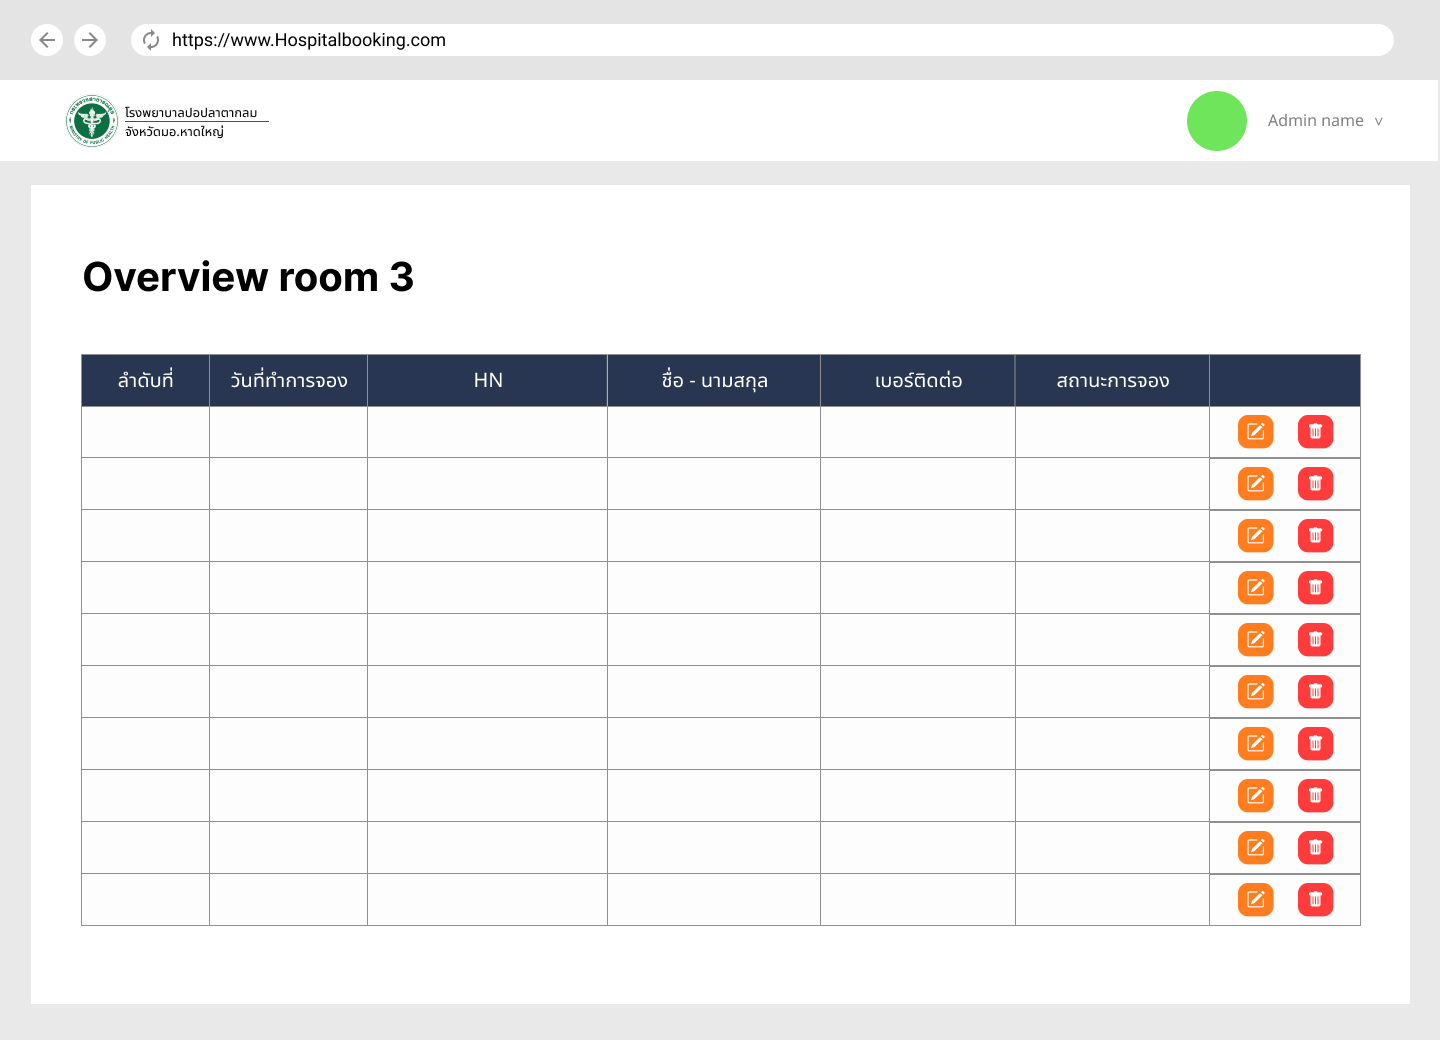 https://www.Hospitalbooking.com
โรงพยาบาลปอปลาตากลม
จังหวัดมอ.หาดใหญ่
Admin name v
Overview room 3
ลำดับที่ วันที่ทำการจอง HN ชื่อ - นามสกุล เบอร์ติดต่อ สถานะการจอง